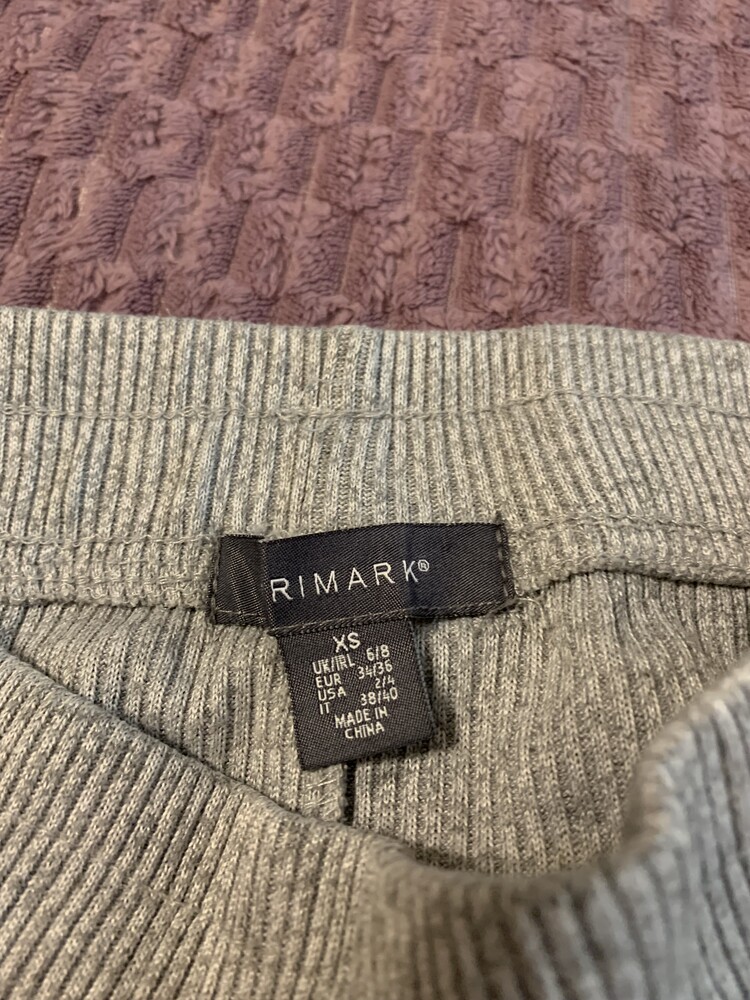 RIMARK®
XS
UK/IRL 6/8
EUR 34/36
USA 2/4
IT 38/40
MADE IN
CHINA